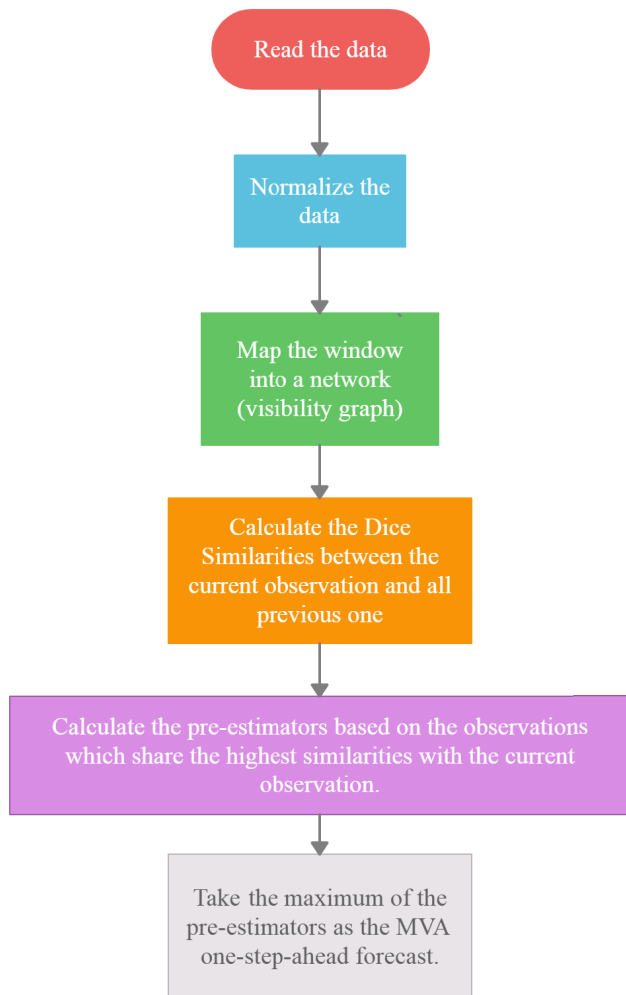 Read the data
Normalize the
data
Map the window
into a network
(visibility graph)
Calculate the Dice
Similarities between the
current observation and all
previous one
Calculate the pre-estimators based on the observations
which share the highest similarities with the current
observation.
Take the maximum of the
pre-estimators as the MVA
one-step-ahead forecast.